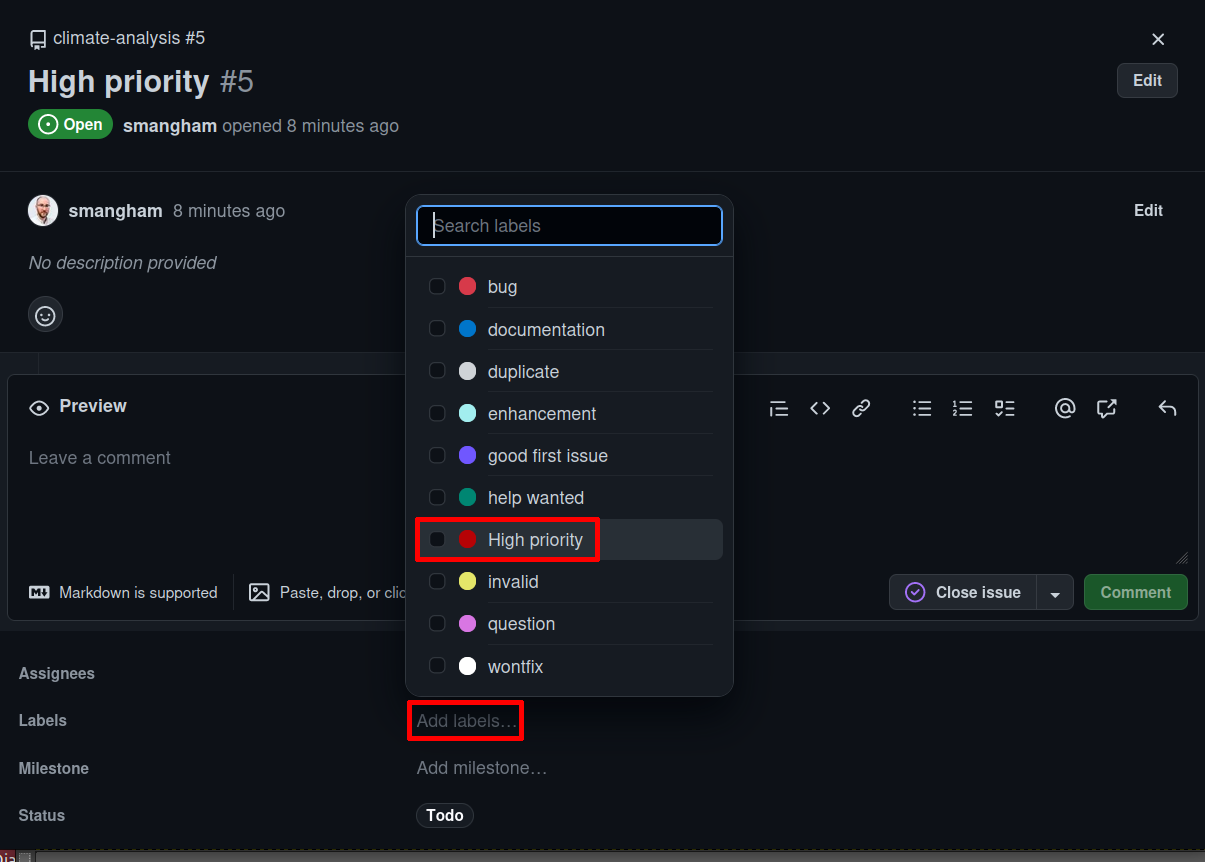 climate-analysis #5
High priority #5
Edit
Open smangham opened 8 minutes ago
smangham 8 minutes ago
Edit
No description provided
Search labels
bug
documentation
duplicate
enhancement
good first issue
help wanted
High priority
invalid
question
wontfix
Preview
Leave a comment
Markdown is supported
Paste, drop, or clic
Close issue
Comment
Assignees
Labels
Add labels...
Milestone
Add milestone...
Status
Todo